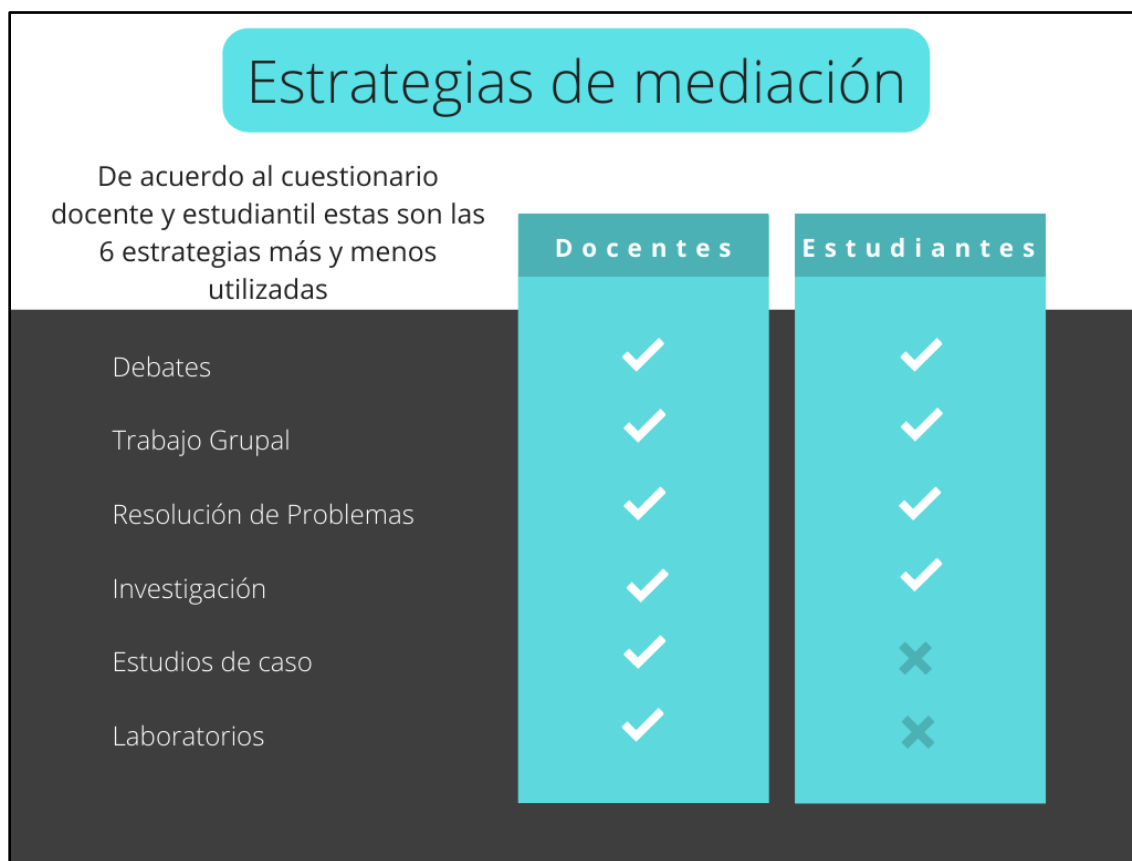 Estrategias de mediación
De acuerdo al cuestionario
docente y estudiantil estas son las
6 estrategias más y menos
utilizadas
Docentes
Estudiantes
Debates
Trabajo Grupal
Resolución de Problemas
Investigación
Estudios de caso
Laboratorios